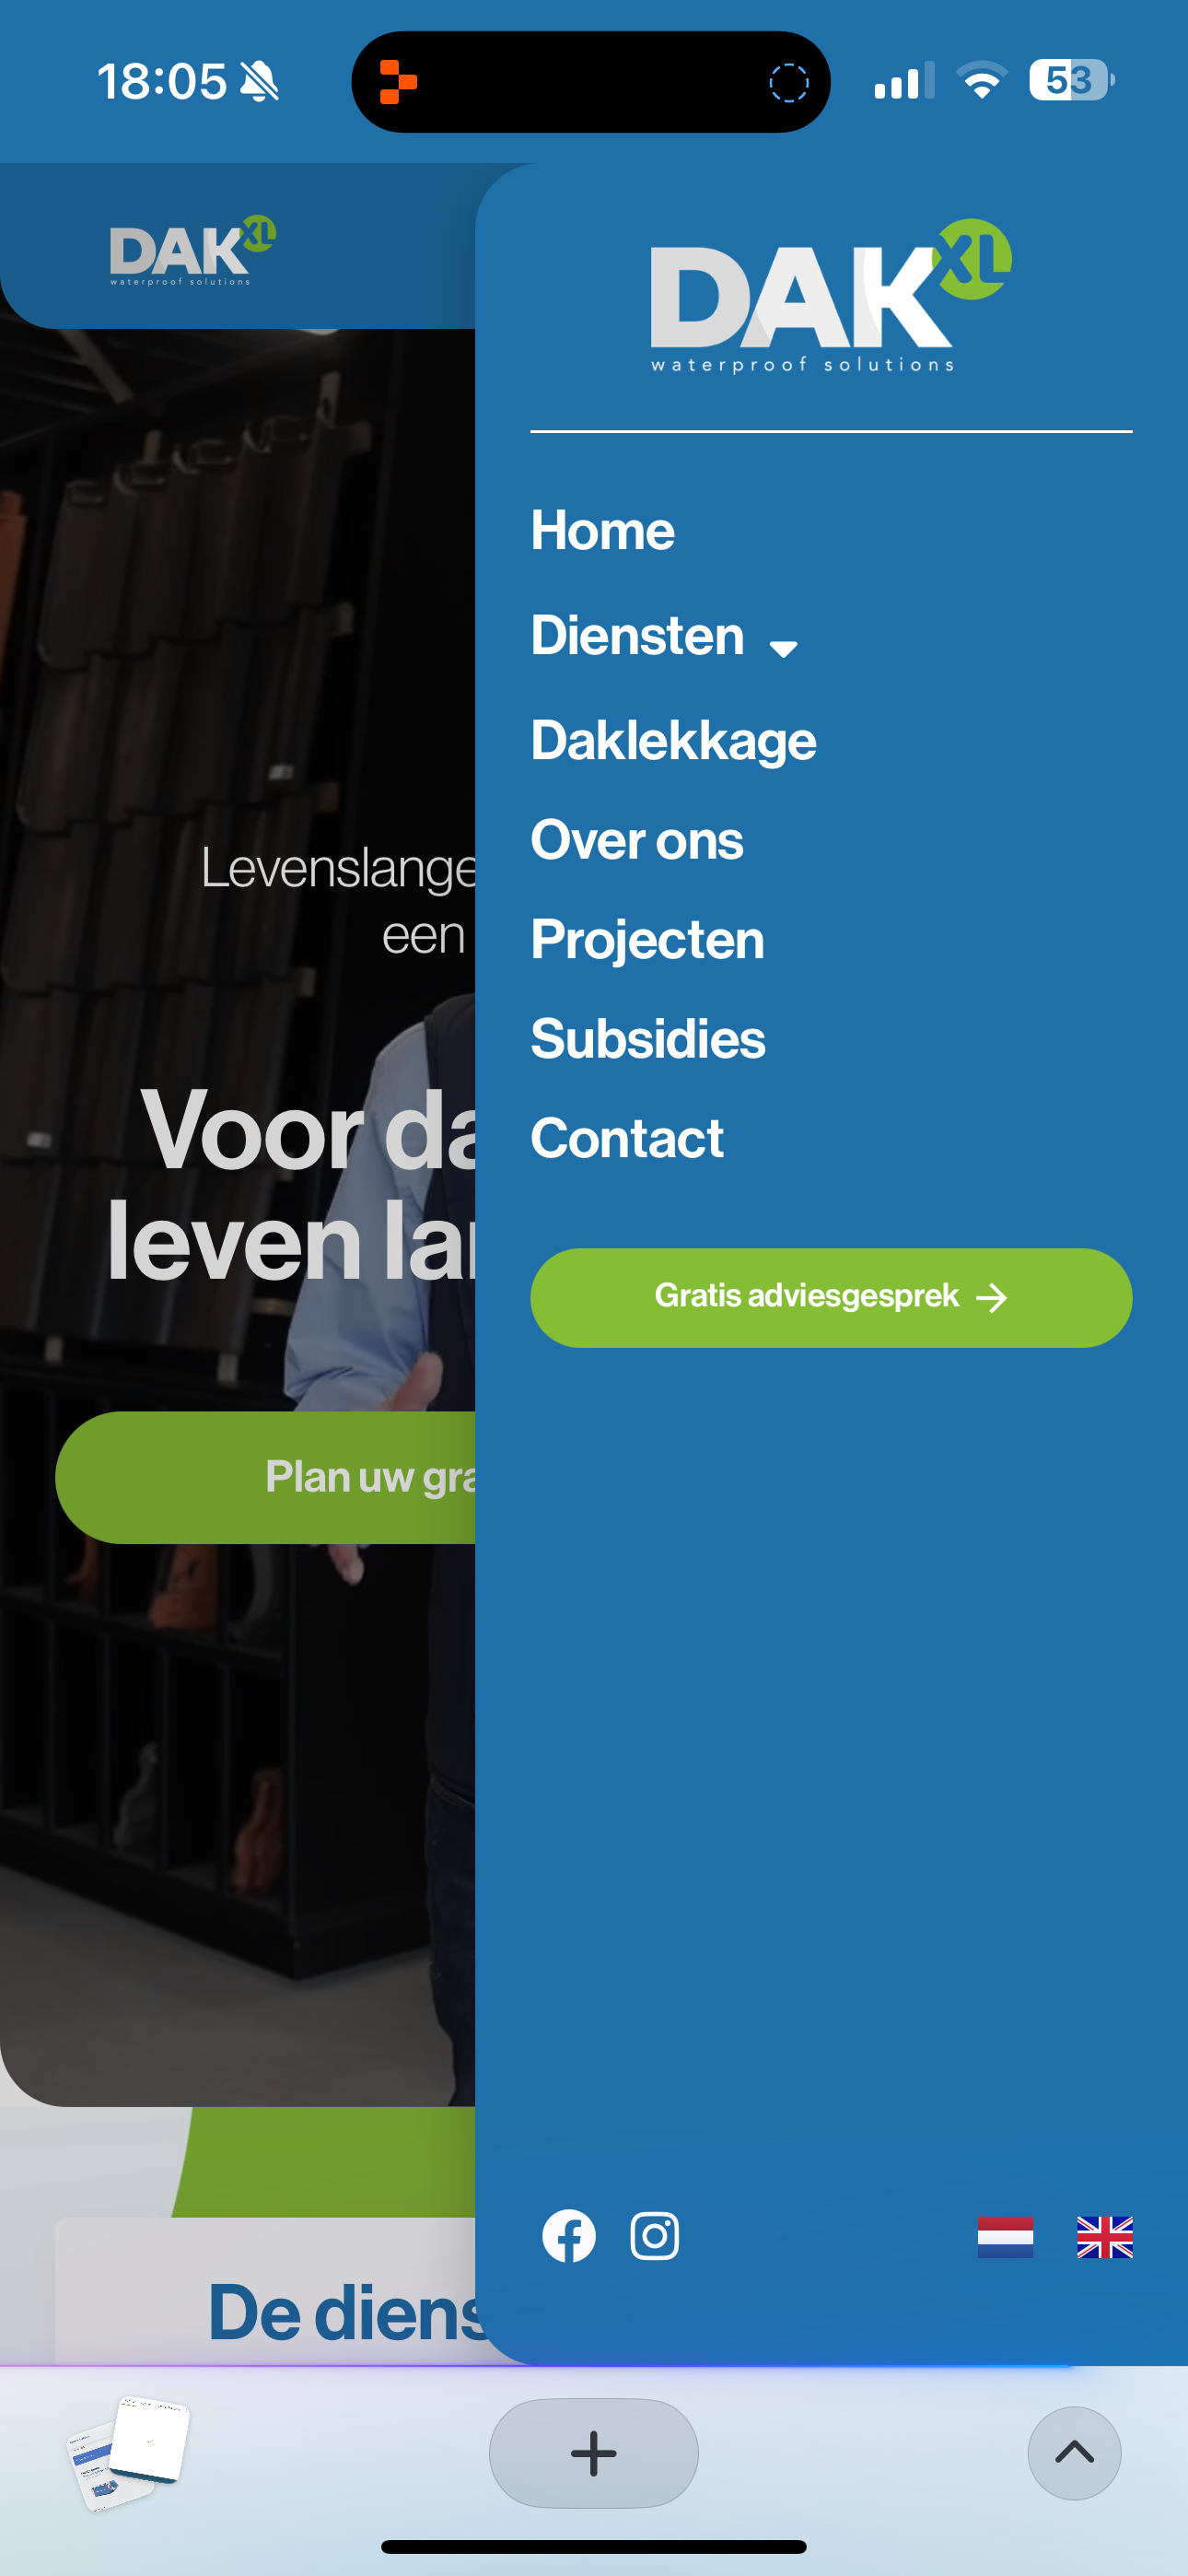 18:05
53
DAK XL
waterproof solutions
DAK XL
waterproof solutions
Home
Diensten
Daklekkage
Over ons
Projecten
Subsidies
Contact
Gratis adviesgesprek →
Levenslange
een
Voor da
leven lan
Plan uw gra
De diens